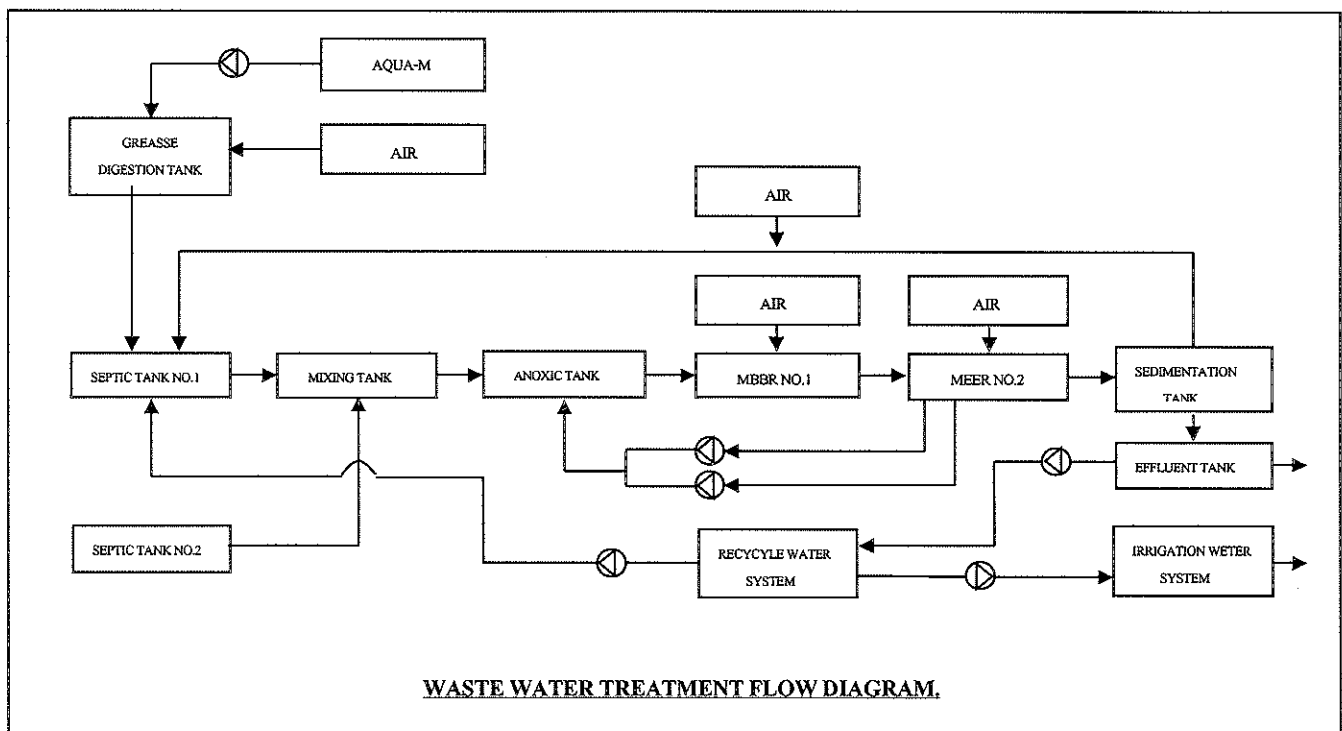 AQUA-M
GREASSE
DIGESTION TANK
AIR
AIR
AIR
AIR
SEPTIC TANK NO.1
MIXING TANK
ANOXIC TANK
MBBR NO.1
MEER NO.2
SEDIMENTATION
TANK
EFFLUENT TANK
SEPTIC TANK NO.2
RECYCYLE WATER
SYSTEM
IRRIGATION WETER
SYSTEM
WASTE WATER TREATMENT FLOW DIAGRAM.